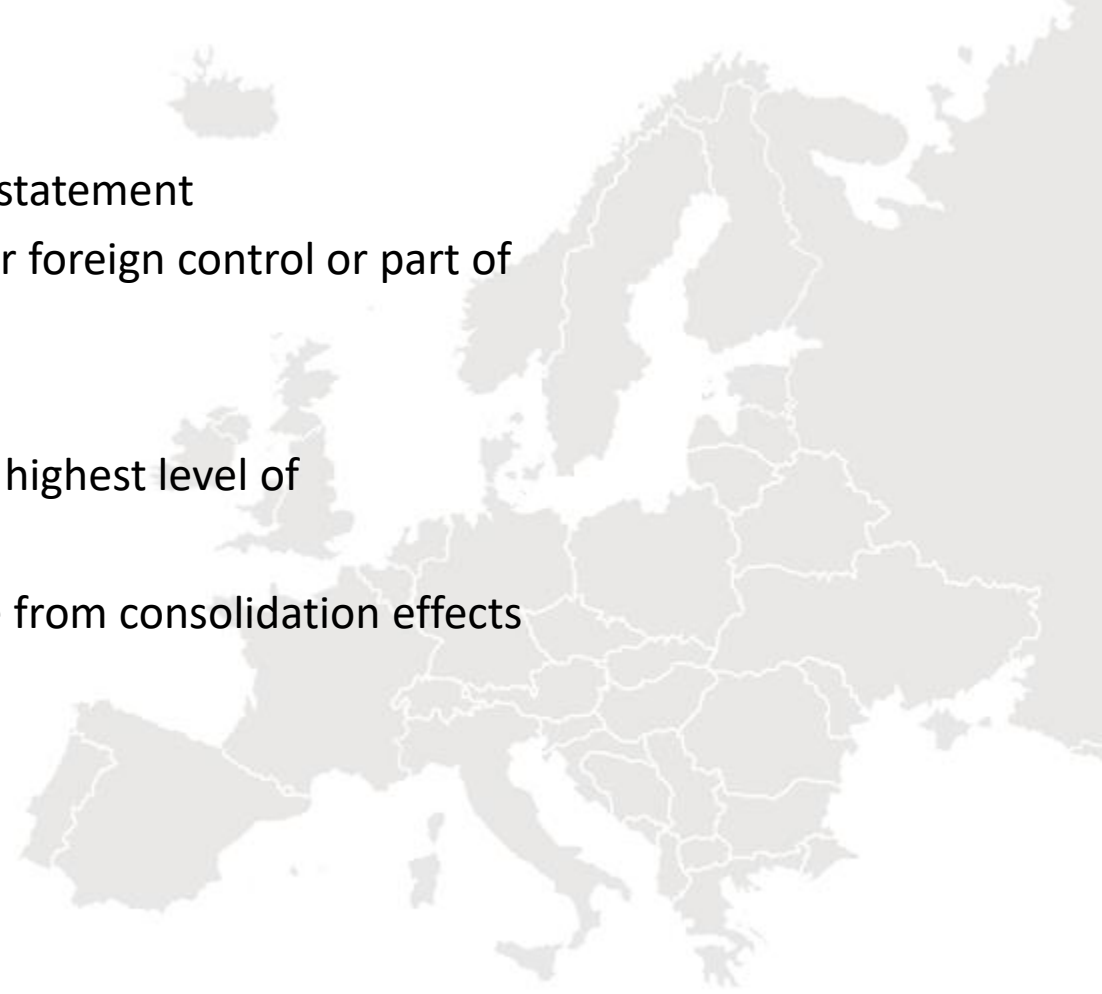 statement
r foreign control or part of
highest level of
from consolidation effects